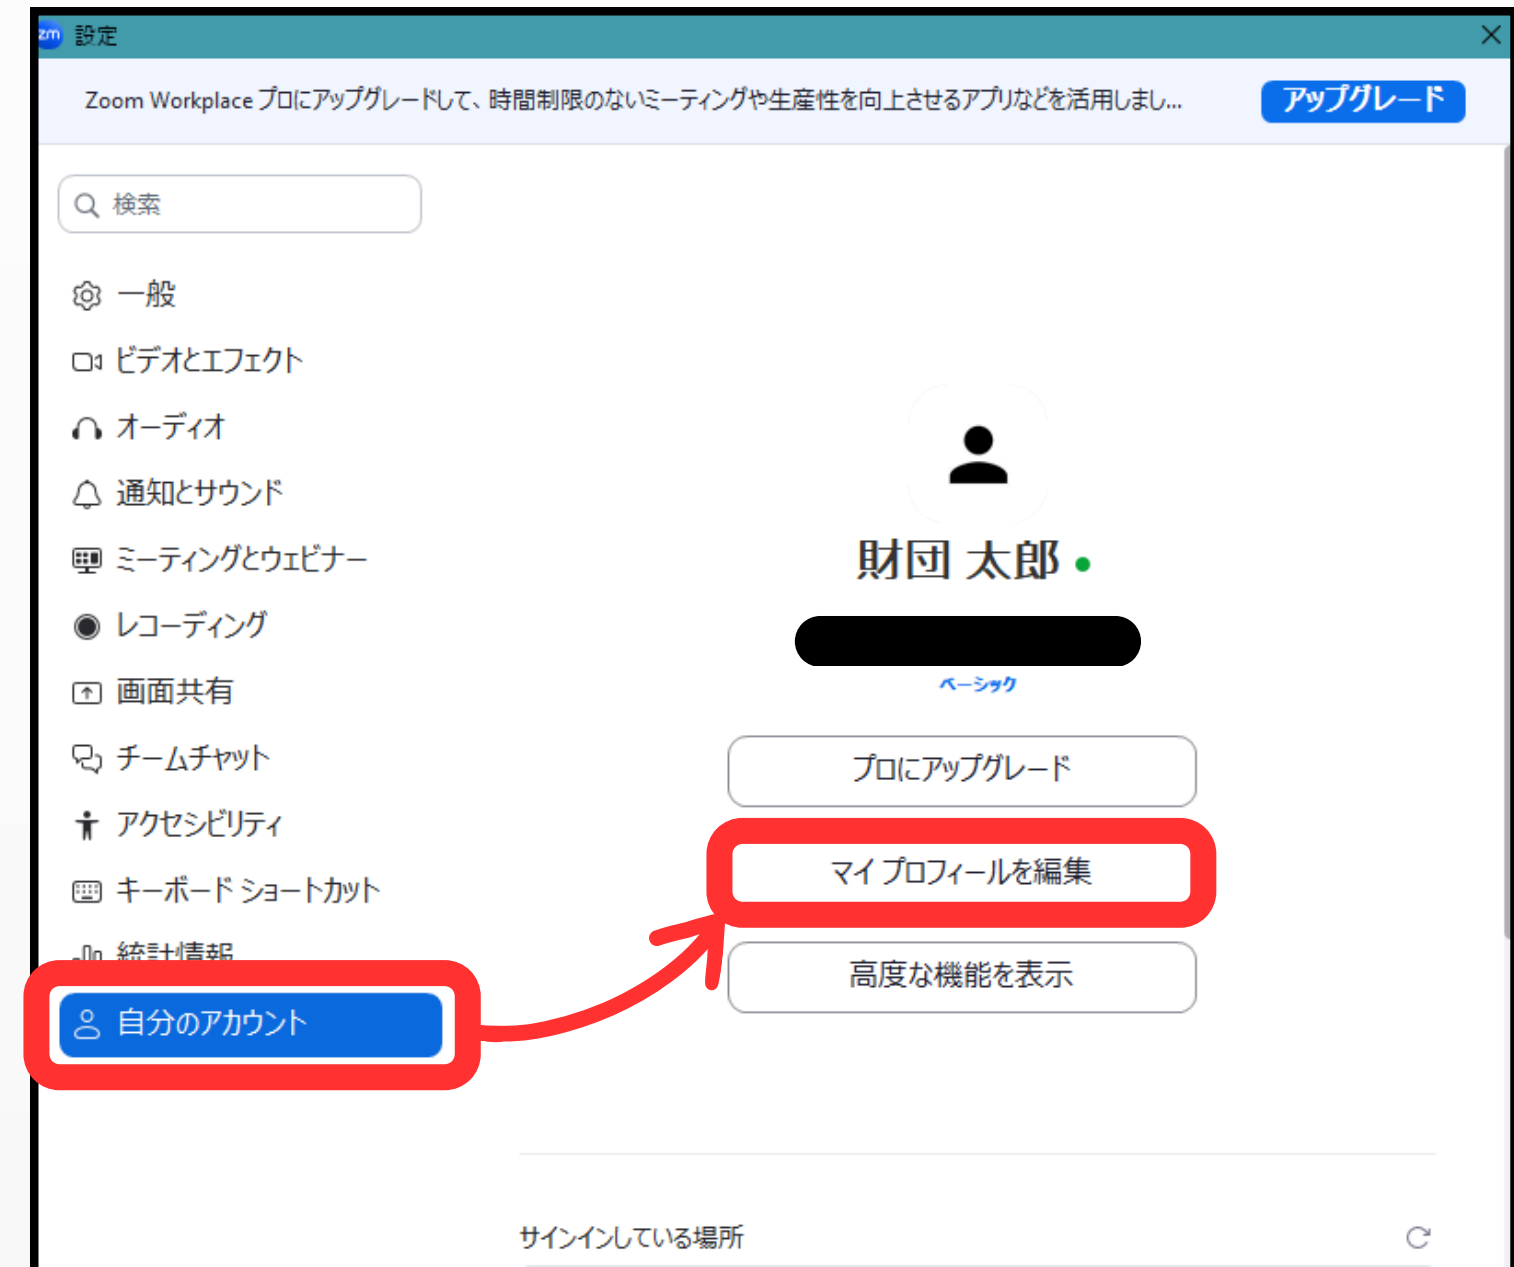 zm 設定
Zoom Workplace プロにアップグレードして、時間制限のないミーティングや生産性を向上させるアプリなどを活用しまし...
アップグレード
検索
一般
ビデオとエフェクト
オーディオ
通知とサウンド
ミーティングとウェビナー
レコーディング
画面共有
チームチャット
アクセシビリティ
キーボード ショートカット
統計情報
自分のアカウント
財団 太郎
ベーシック
プロにアップグレード
マイ プロフィールを編集
高度な機能を表示
サインインしている場所